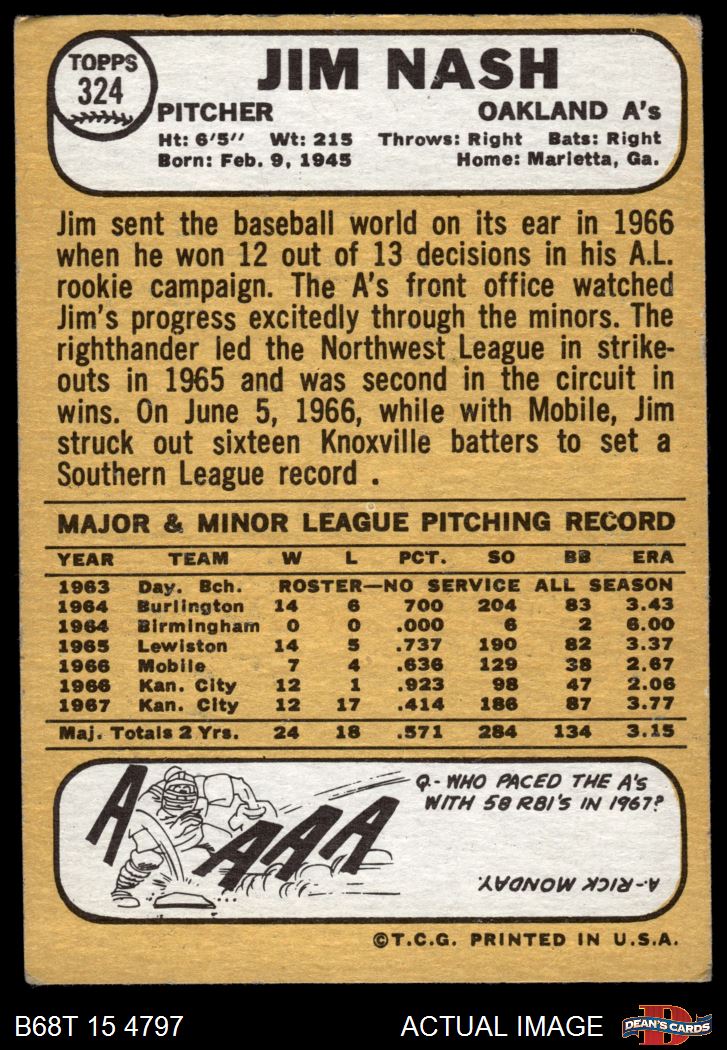 TOPPS
324
JIM NASH
PITCHER OAKLAND A's
Ht: 6'5" Wt: 215 Throws: Right Bats: Right
Born: Feb. 9, 1945 Home: Marietta, Ga.
Jim sent the baseball world on its ear in 1966
when he won 12 out of 13 decisions in his A.L.
rookie campaign. The A's front office watched
Jim's progress excitedly through the minors. The
righthander led the Northwest League in strike-
outs in 1965 and was second in the circuit in
wins. On June 5, 1966, while with Mobile, Jim
struck out sixteen Knoxville batters to set a
Southern League record .
MAJOR & MINOR LEAGUE PITCHING RECORD
YEAR TEAM W L PCT. SO BB ERA
1963 Day. Bch. ROSTER—NO SERVICE ALL SEASON
1964 Burlington 14 6 700 204 83 3.43
1964 Birmingham 0 0 .000 6 2 6.00
1965 Lewiston 14 5 .737 190 82 3.37
1966 Mobile 7 4 .636 129 38 2.67
1966 Kan. City 12 1 .923 98 47 2.06
1967 Kan. City 12 17 .414 186 87 3.77
Maj. Totals 2 Yrs. 24 18 .571 284 134 3.15
A AAA
Q.- WHO PACED THE A'S
WITH 58 RBI'S IN 1967?
A.- RICK MONDAY.
©T.C.G. PRINTED IN U.S.A.
B68T 15 4797 ACTUAL IMAGE
D
DEAN'S CARDS